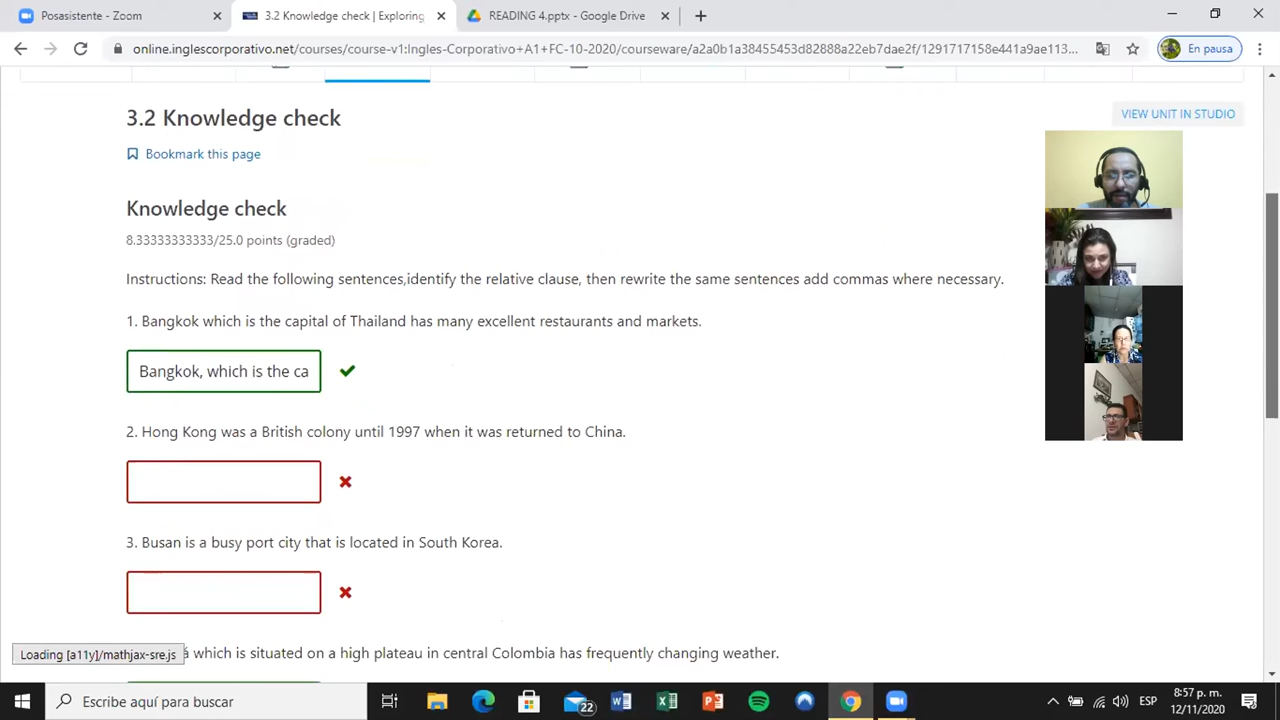 Posasistente - Zoom
3.2 Knowledge check | Exploring
READING 4.pptx - Google Drive
online.inglescorporativo.net/courses/course-v1:Ingles-Corporativo+A1+FC-10-2020/courseware/a2a0b1a38455453d82888a22eb7dae2f/1291717158e441a9ae113...
En pausa
3.2 Knowledge check
VIEW UNIT IN STUDIO
Bookmark this page
Knowledge check
8.33333333333/25.0 points (graded)
Instructions: Read the following sentences,identify the relative clause, then rewrite the same sentences add commas where necessary.
1. Bangkok which is the capital of Thailand has many excellent restaurants and markets.
Bangkok, which is the ca
2. Hong Kong was a British colony until 1997 when it was returned to China.
3. Busan is a busy port city that is located in South Korea.
Loading [a11y]/mathjax-sre.js
á which is situated on a high plateau in central Colombia has frequently changing weather.
Escribe aquí para buscar
22
ESP
8:57 p. m.
12/11/2020